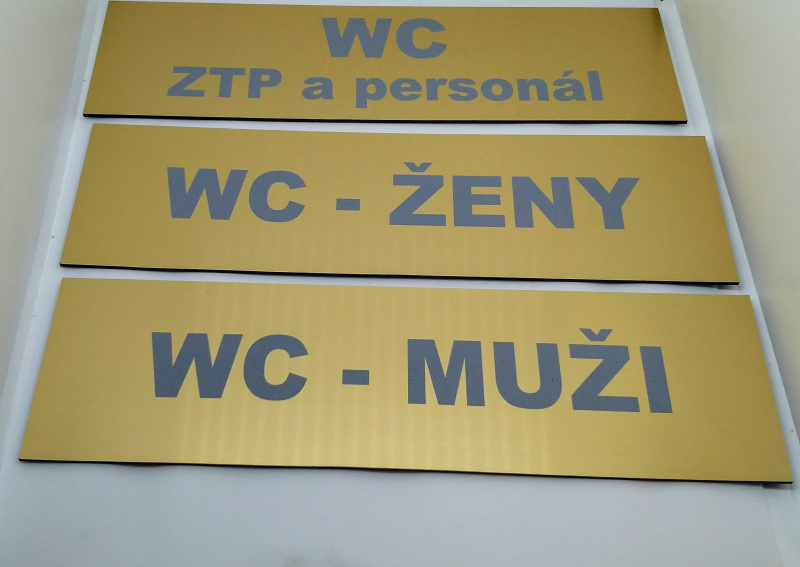 WC
ZTP a personál
WC - ŽENY
WC - MUŽI